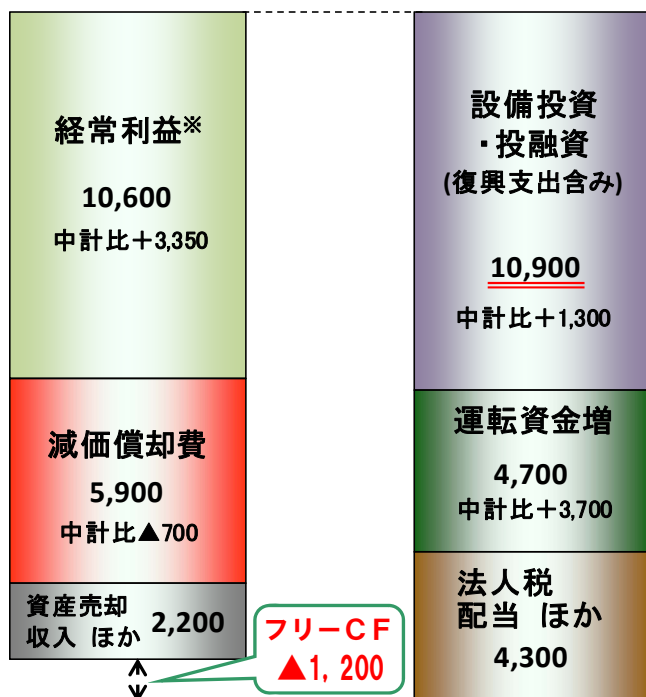 経常利益※
10,600
中計比＋3,350
減価償却費
5,900
中計比▲700
資産売却
収入 ほか 2,200
フリーＣＦ
▲1,200
設備投資
・投融資
(復興支出含み)
10,900
中計比＋1,300
運転資金増
4,700
中計比＋3,700
法人税
配当 ほか
4,300